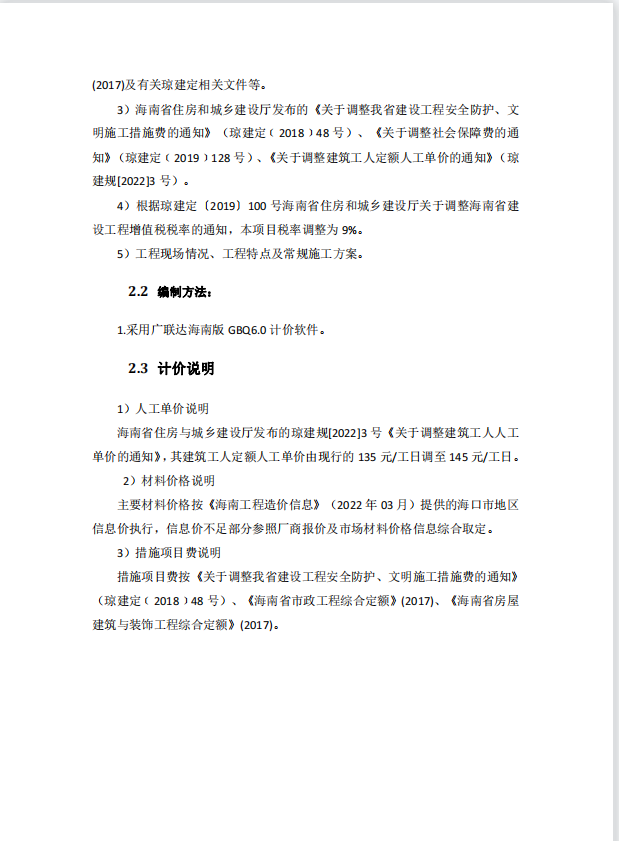 (2017)及有关琼建定相关文件等。
3）海南省住房和城乡建设厅发布的《关于调整我省建设工程安全防护、文
明施工措施费的通知》（琼建定﹝2018﹞48 号）、《关于调整社会保障费的通
知》（琼建定﹝2019﹞128 号）、《关于调整建筑工人定额人工单价的通知》（琼
建规[2022]3 号）。
4）根据琼建定〔2019〕100 号海南省住房和城乡建设厅关于调整海南省建
设工程增值税税率的通知，本项目税率调整为 9%。
5）工程现场情况、工程特点及常规施工方案。
2.2 编制方法：
1.采用广联达海南版 GBQ6.0 计价软件。
2.3 计价说明
1）人工单价说明
海南省住房与城乡建设厅发布的琼建规[2022]3 号《关于调整建筑工人人工
单价的通知》，其建筑工人定额人工单价由现行的 135 元/工日调至 145 元/工日。
2）材料价格说明
主要材料价格按《海南工程造价信息》（2022 年 03 月）提供的海口市地区
信息价执行，信息价不足部分参照厂商报价及市场材料价格信息综合取定。
3）措施项目费说明
措施项目费按《关于调整我省建设工程安全防护、文明施工措施费的通知》
（琼建定﹝2018﹞48 号）、《海南省市政工程综合定额》(2017)、《海南省房屋
建筑与装饰工程综合定额》(2017)。